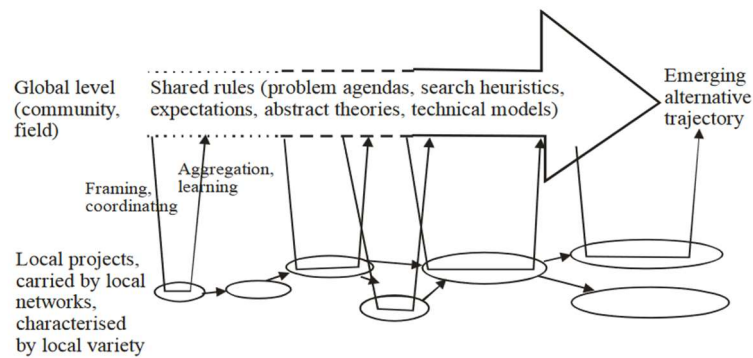 Global level
(community,
field)
Shared rules (problem agendas, search heuristics,
expectations, abstract theories, technical models)
Emerging
alternative
trajectory
Framing,
coordinating
Aggregation,
learning
Local projects,
carried by local
networks,
characterised
by local variety